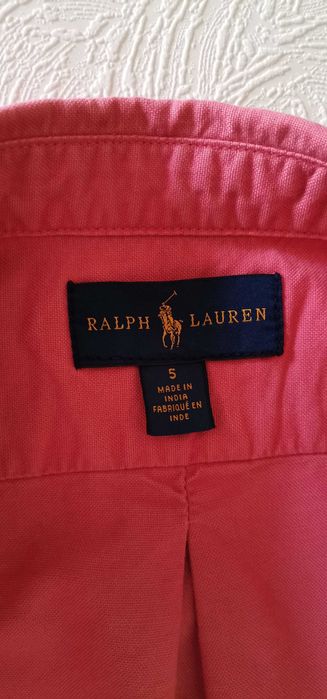 RALPH LAUREN
5
MADE IN
INDIA
FABRIQUÉ EN
INDE